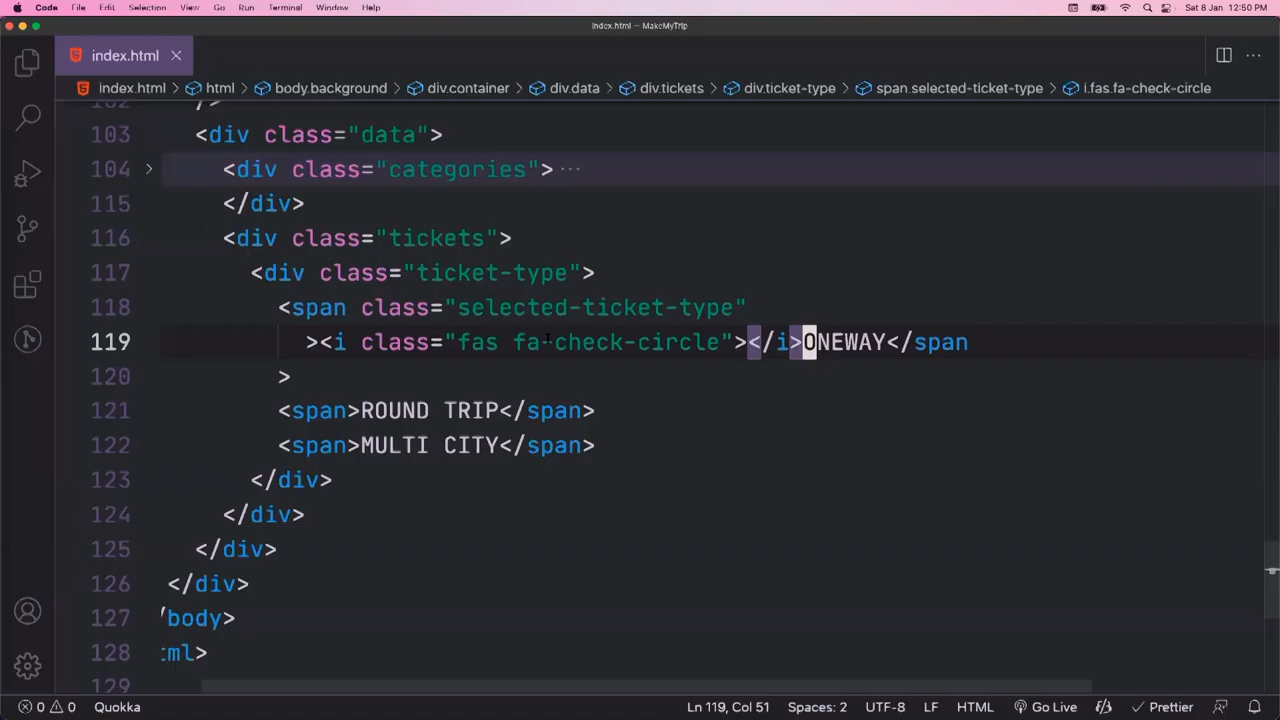 Code File Edit Selection View Go Run Terminal Window Help Sat 8 Jan 12:50 PM
index.html — MakeMyTrip
index.html
index.html > html > body.background > div.container > div.data > div.tickets > div.ticket-type > span.selected-ticket-type > i.fas.fa-check-circle
102 />
103 <div class="data">
104 <div class="categories"> ...
115 </div>
116 <div class="tickets">
117 <div class="ticket-type">
118 <span class="selected-ticket-type"
119 ><i class="fas fa-check-circle"></i>ONEWAY</span
120 >
121 <span>ROUND TRIP</span>
122 <span>MULTI CITY</span>
123 </div>
124 </div>
125 </div>
126 </div>
127 /body>
128 tml>
129
0 0 Quokka Ln 119, Col 51 Spaces: 2 UTF-8 LF HTML Go Live Prettier